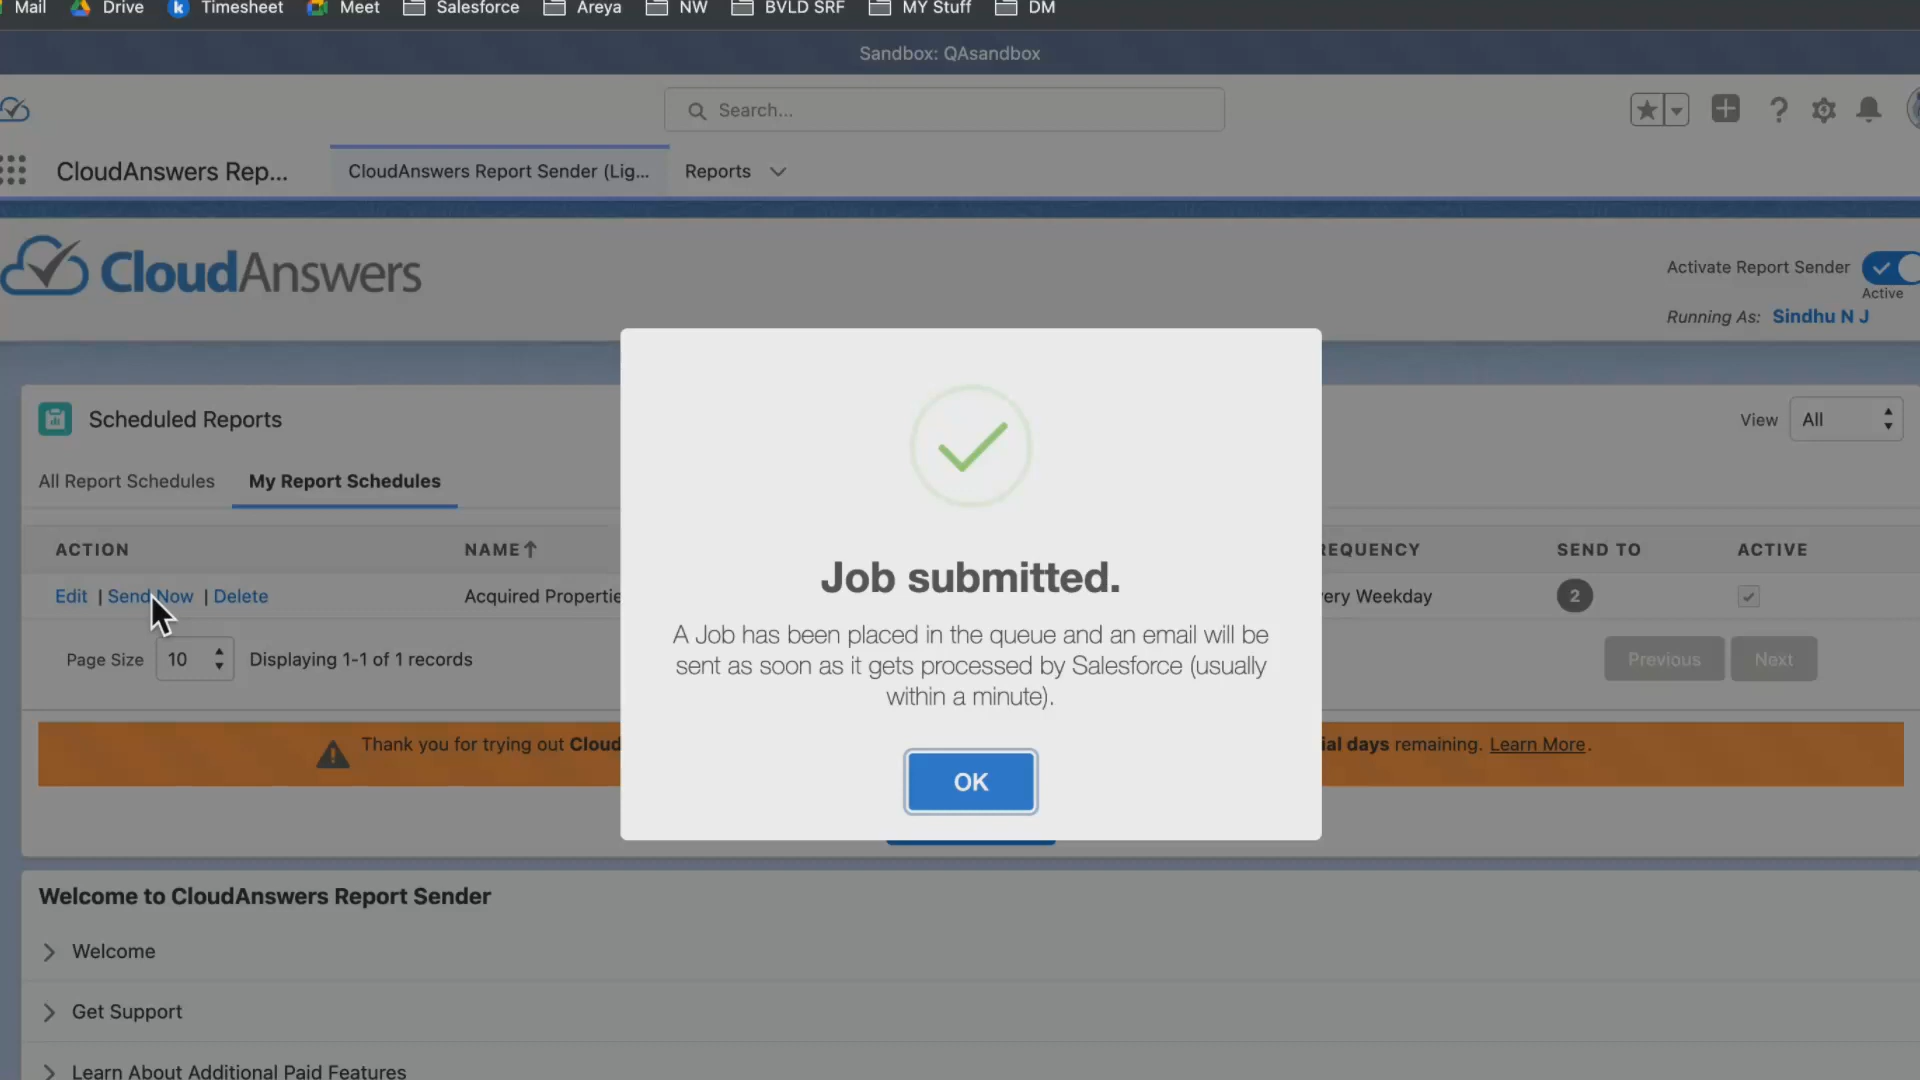 Mail Drive Timesheet Meet Salesforce Areya NW BVLD SRF MY Stuff DM
Sandbox: QAsandbox
Search...
CloudAnswers Rep... CloudAnswers Report Sender (Lig... Reports
CloudAnswers
Activate Report Sender
Active
Running As: Sindhu N J
Scheduled Reports
View All
All Report Schedules My Report Schedules
ACTION NAME REQUENCY SEND TO ACTIVE
Edit | Send Now | Delete Acquired Propertie ery Weekday 2
Page Size 10 Displaying 1-1 of 1 records Previous Next
Thank you for trying out Cloud ial days remaining. Learn More.
Job submitted.
A Job has been placed in the queue and an email will be
sent as soon as it gets processed by Salesforce (usually
within a minute).
OK
Welcome to CloudAnswers Report Sender
Welcome
Get Support
Learn About Additional Paid Features